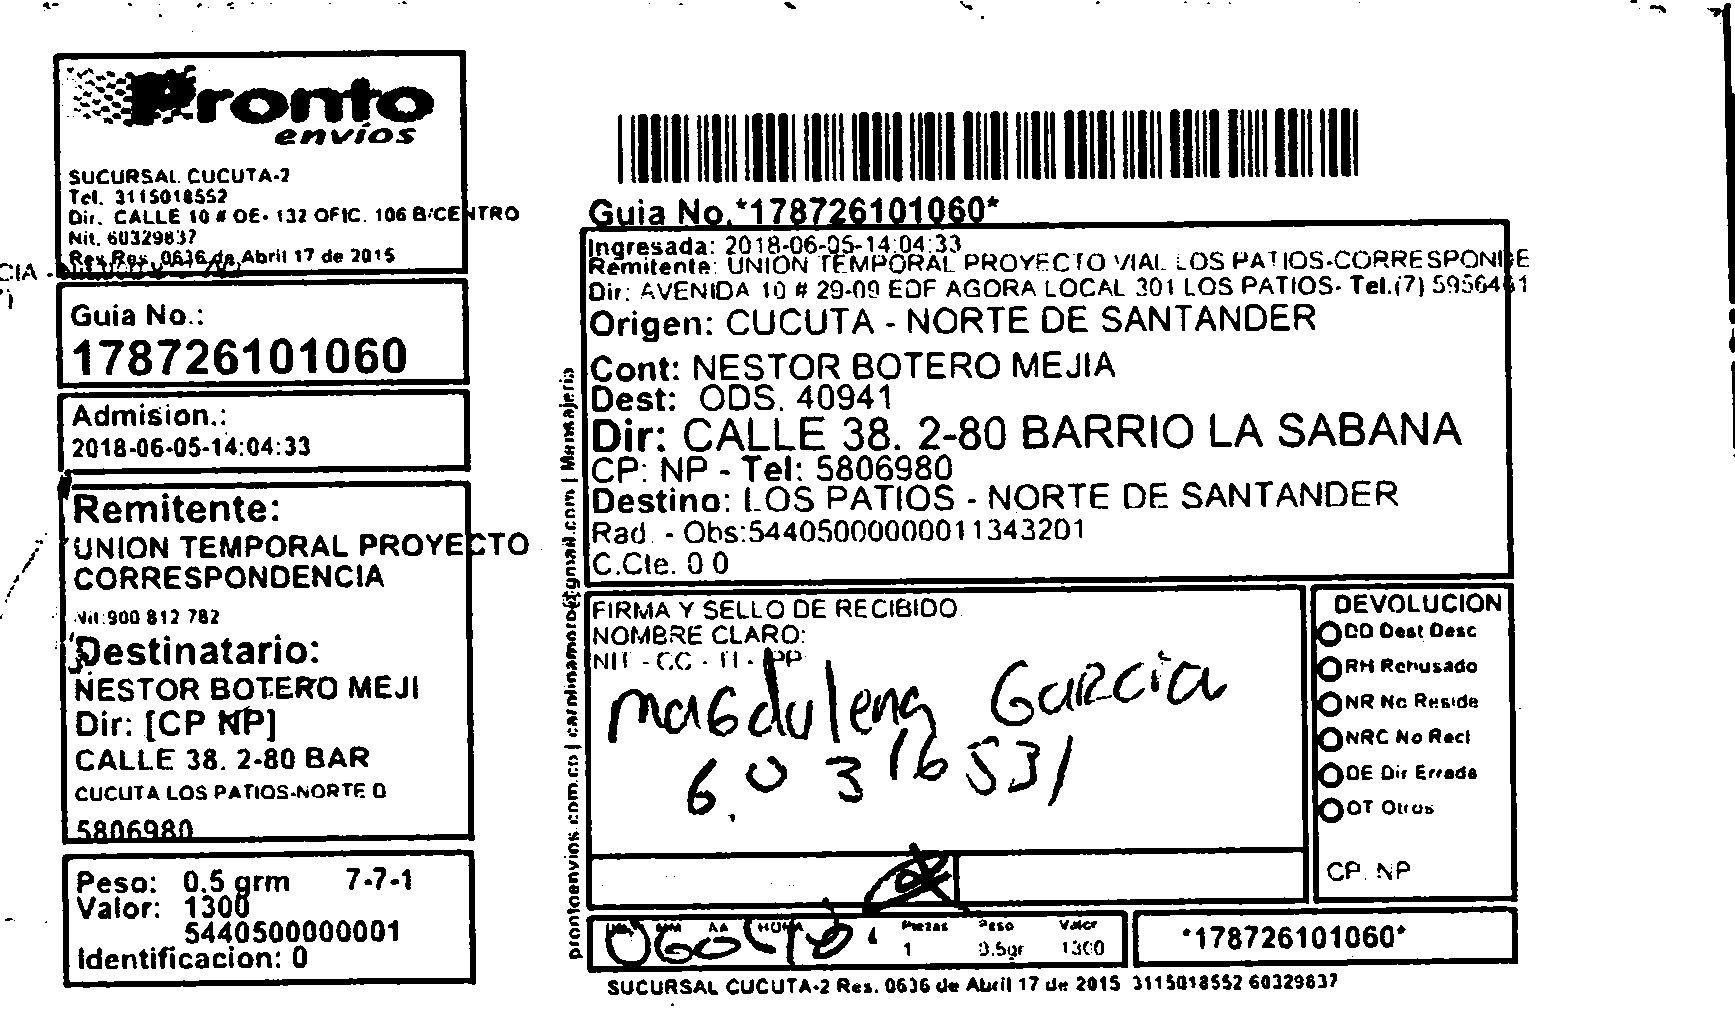 Pronto
envíos
SUCURSAL CUCUTA-2
Tel. 3115018552
Dir. CALLE 10 # OE- 132 OFIC. 106 B/CENTRO
Nit. 60329837
Res Res. 0636 de Abril 17 de 2015
CIA -
Guia No.:
178726101060
Admision.:
2018-06-05-14:04:33
Remitente:
UNION TEMPORAL PROYECTO
CORRESPONDENCIA
Nit:900 812 782
Destinatario:
NESTOR BOTERO MEJI
Dir: [CP NP]
CALLE 38. 2-80 BAR
CUCUTA LOS PATIOS-NORTE D
5806980
Peso: 0.5 grm 7-7-1
Valor: 1300
5440500000001
Identificacion: 0
Guia No.*178726101060*
Ingresada: 2018-06-05-14:04:33
Remitente: UNION TEMPORAL PROYECTO VIAL LOS PATIOS-CORRESPONDE
Dir: AVENIDA 10 # 29-09 EDF AGORA LOCAL 301 LOS PATIOS- Tel.(7) 5956461
Origen: CUCUTA - NORTE DE SANTANDER
Cont: NESTOR BOTERO MEJIA
Dest: ODS. 40941
Dir: CALLE 38. 2-80 BARRIO LA SABANA
CP: NP - Tel: 5806980
Destino: LOS PATIOS - NORTE DE SANTANDER
Rad. - Obs:54405000000011343201
C.Cte. 0 0
FIRMA Y SELLO DE RECIBIDO
NOMBRE CLARO:
NIT - CC - TI - PP
Magdalena Garcia
60316531
DEVOLUCION
DD Dest Desc
RH Rehusado
NR No Reside
NRC No Recl
DE Dir Errada
OT Otros
CP. NP
AA HORA Piezas Peso Valor
1 0.5gr 1300
*178726101060*
SUCURSAL CUCUTA-2 Res. 0636 de Abril 17 de 2015 3115018552 60329837